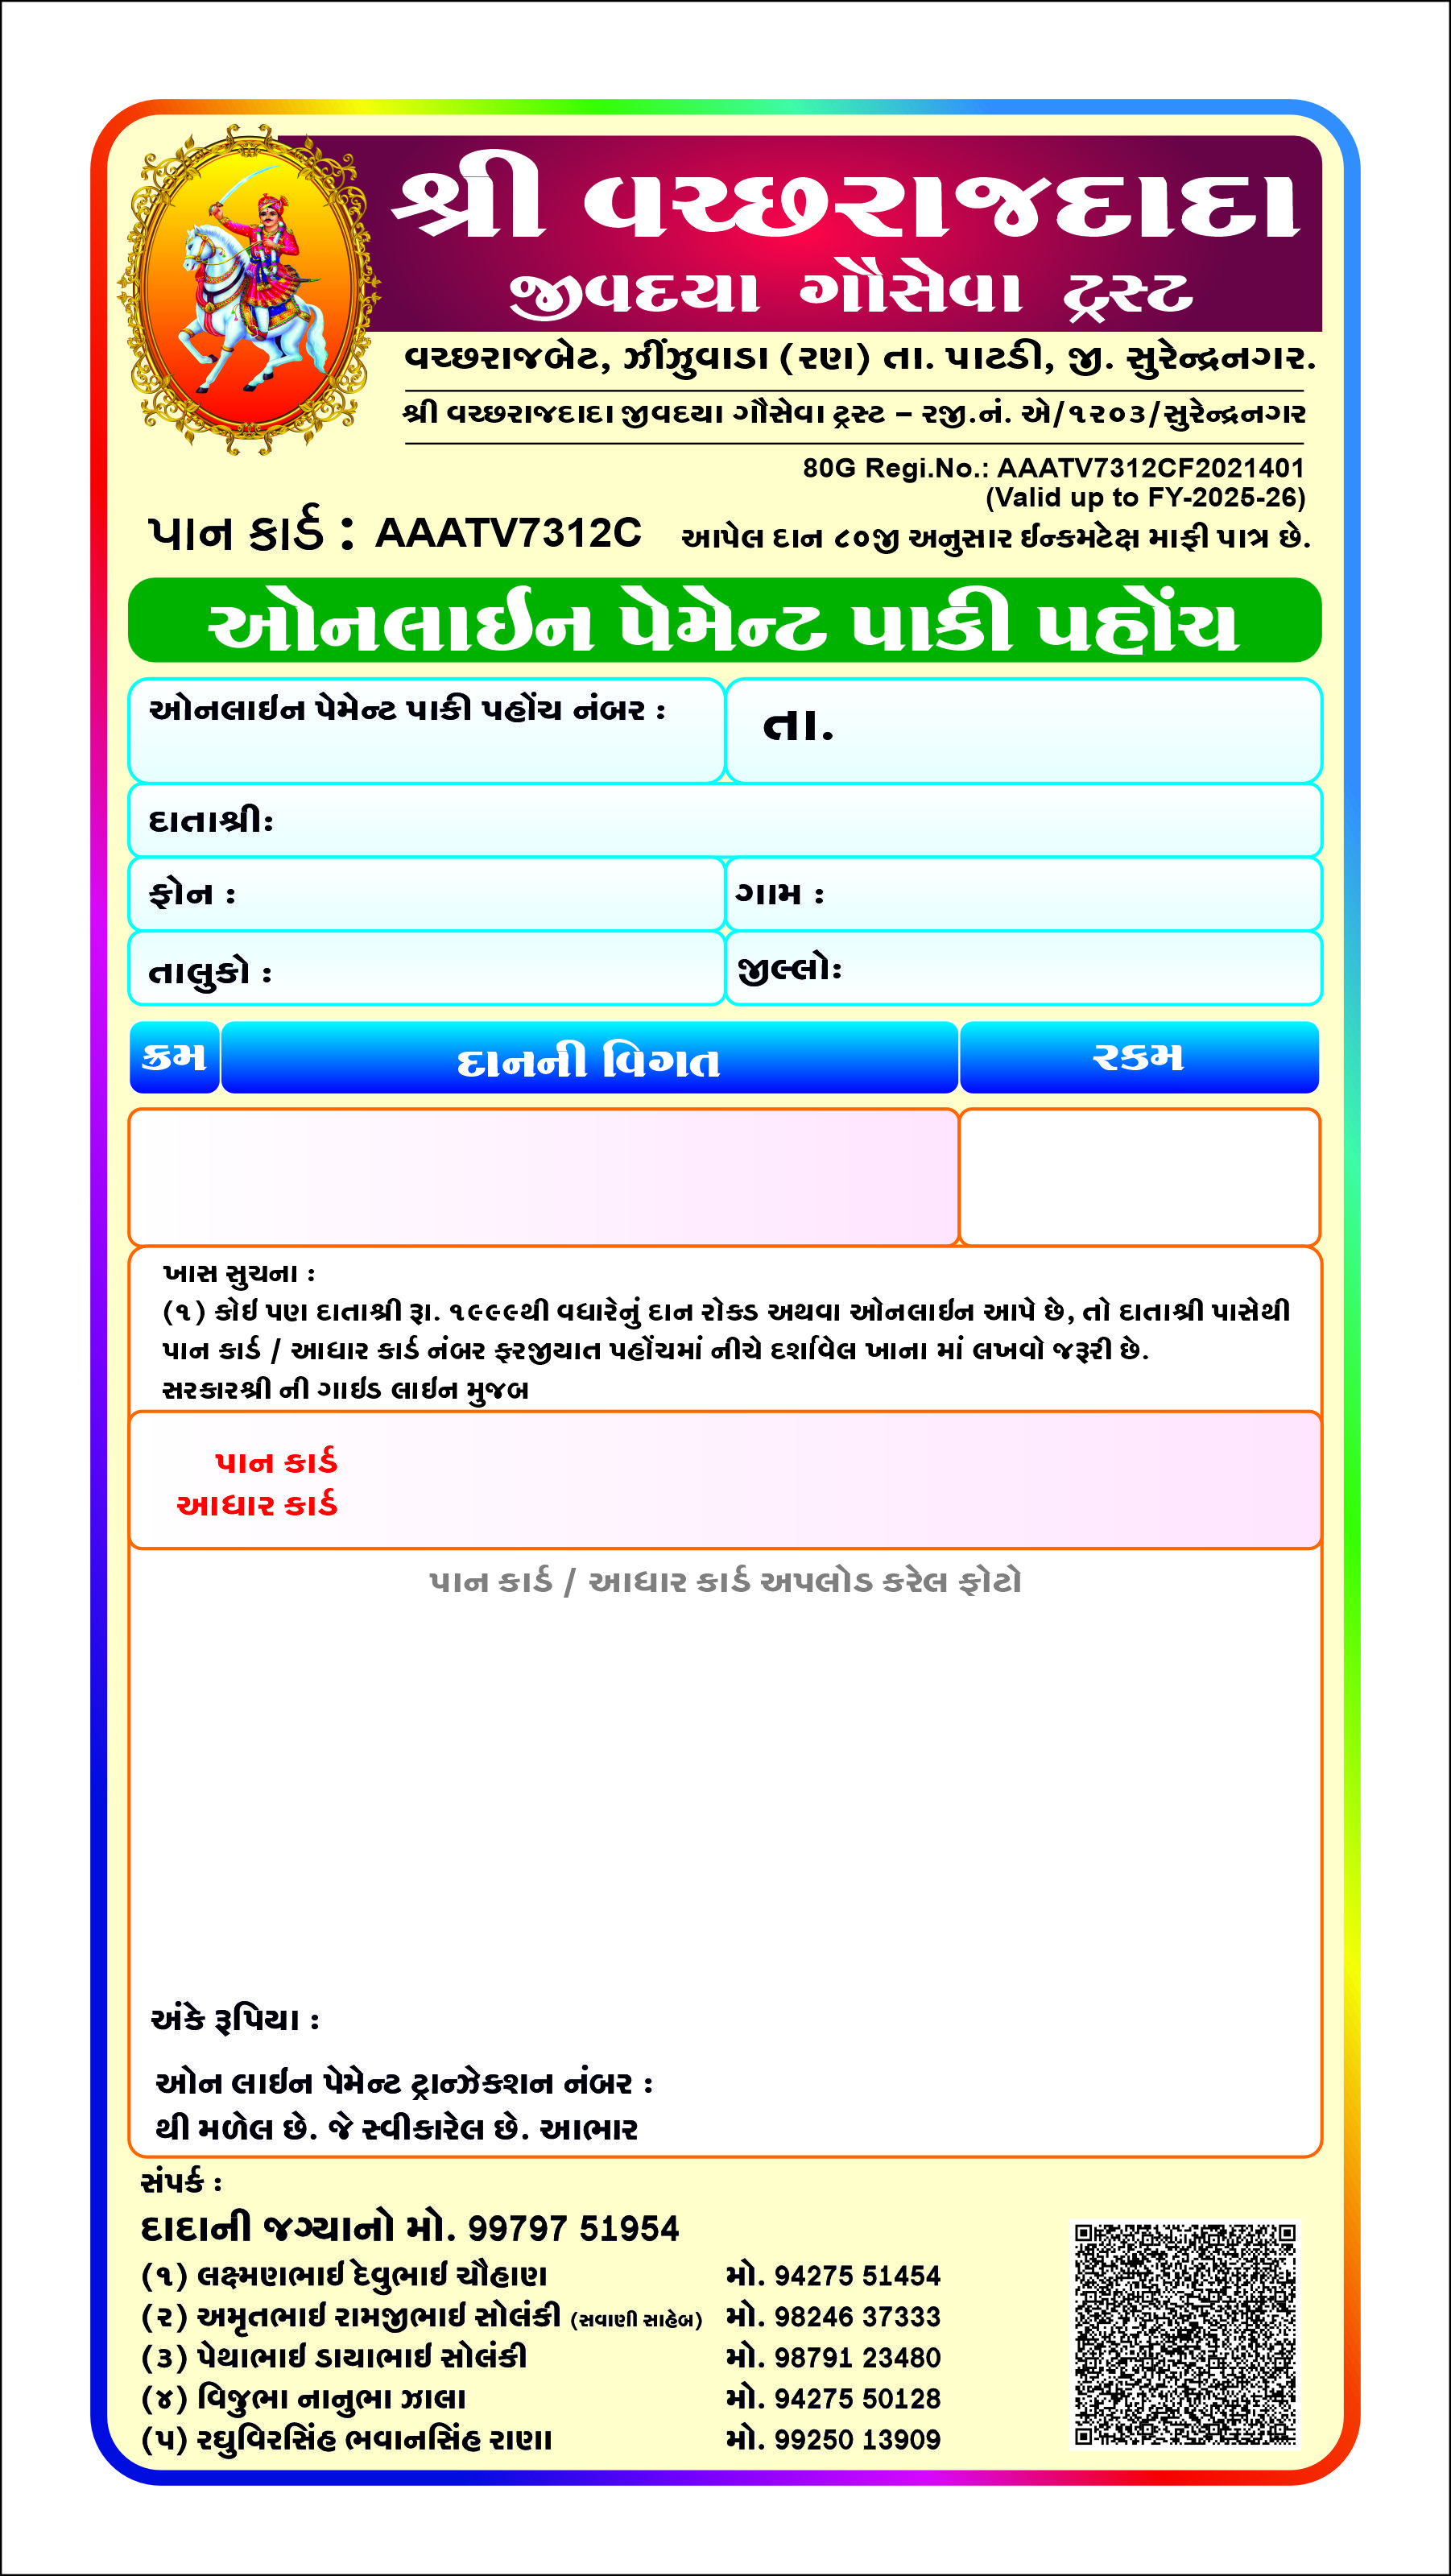 શ્રી વચ્છરાજદાદા
જીવદયા ગૌસેવા ટ્રસ્ટ
વચ્છરાજબેટ, ઝીંઝુવાડા (રણ) તા. પાટડી, જી. સુરેન્દ્રનગર.
શ્રી વચ્છરાજદાદા જીવદયા ગૌસેવા ટ્રસ્ટ – રજી.નં. એ/૧૨૦૩/સુરેન્દ્રનગર
80G Regi.No.: AAATV7312CF2021401
(Valid up to FY-2025-26)
પાન કાર્ડ : AAATV7312C આપેલ દાન ૮૦જી અનુસાર ઈન્કમટેક્ષ માફી પાત્ર છે.
ઓનલાઈન પેમેન્ટ પાકી પહોંચ
ઓનલાઈન પેમેન્ટ પાકી પહોંચ નંબર : તા.
દાતાશ્રી:
ફોન : ગામ :
તાલુકો : જીલ્લો:
ક્રમ દાનની વિગત રકમ
ખાસ સુચના :
(૧) કોઈ પણ દાતાશ્રી રૂા. ૧૯૯૯થી વધારેનું દાન રોકડ અથવા ઓનલાઈન આપે છે, તો દાતાશ્રી પાસેથી
પાન કાર્ડ / આધાર કાર્ડ નંબર ફરજીયાત પહોંચમાં નીચે દર્શાવેલ ખાના માં લખવો જરૂરી છે.
સરકારશ્રી ની ગાઈડ લાઈન મુજબ
પાન કાર્ડ
આધાર કાર્ડ
પાન કાર્ડ / આધાર કાર્ડ અપલોડ કરેલ ફોટો
અંકે રૂપિયા :
ઓન લાઈન પેમેન્ટ ટ્રાન્ઝેકશન નંબર :
થી મળેલ છે. જે સ્વીકારેલ છે. આભાર
સંપર્ક :
દાદાની જગ્યાનો મો. 99797 51954
(૧) લક્ષ્મણભાઈ દેવુભાઈ ચૌહાણ મો. 94275 51454
(૨) અમૃતભાઈ રામજીભાઈ સોલંકી (સવાણી સાહેબ) મો. 98246 37333
(૩) પેથાભાઈ ડાયાભાઈ સોલંકી મો. 98791 23480
(૪) વિજુભા નાનુભા ઝાલા મો. 94275 50128
(૫) રઘુવિરસિંહ ભવાનસિંહ રાણા મો. 99250 13909